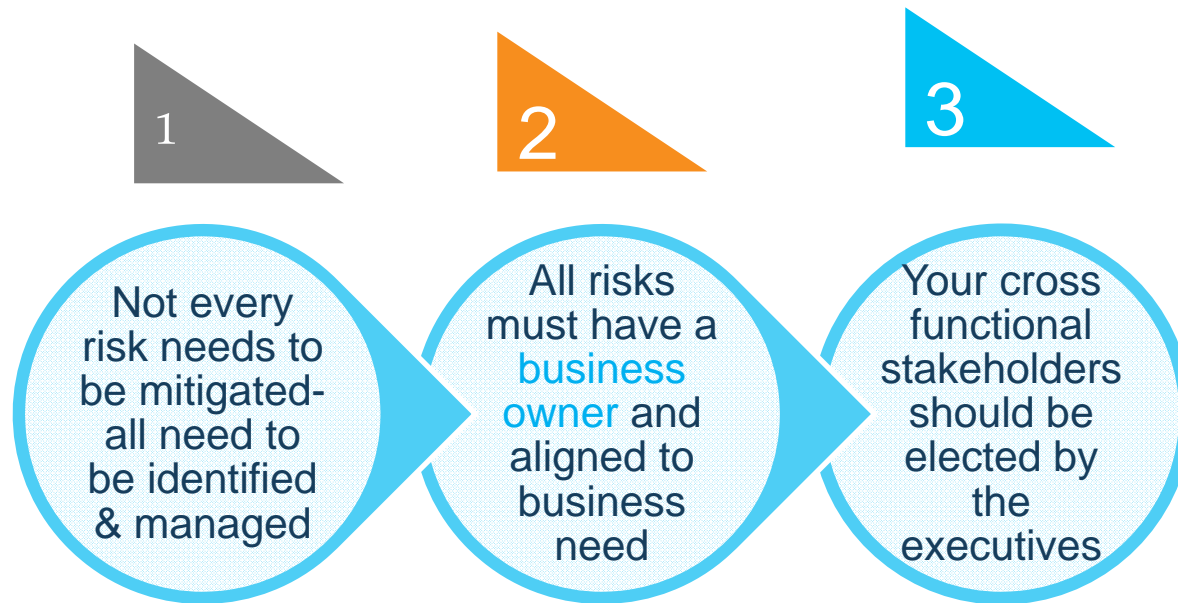 1
2
3
Not every
risk needs to
be mitigated-
all need to
be identified
& managed
All risks
must have a
business
owner and
aligned to
business
need
Your cross
functional
stakeholders
should be
elected by
the
executives